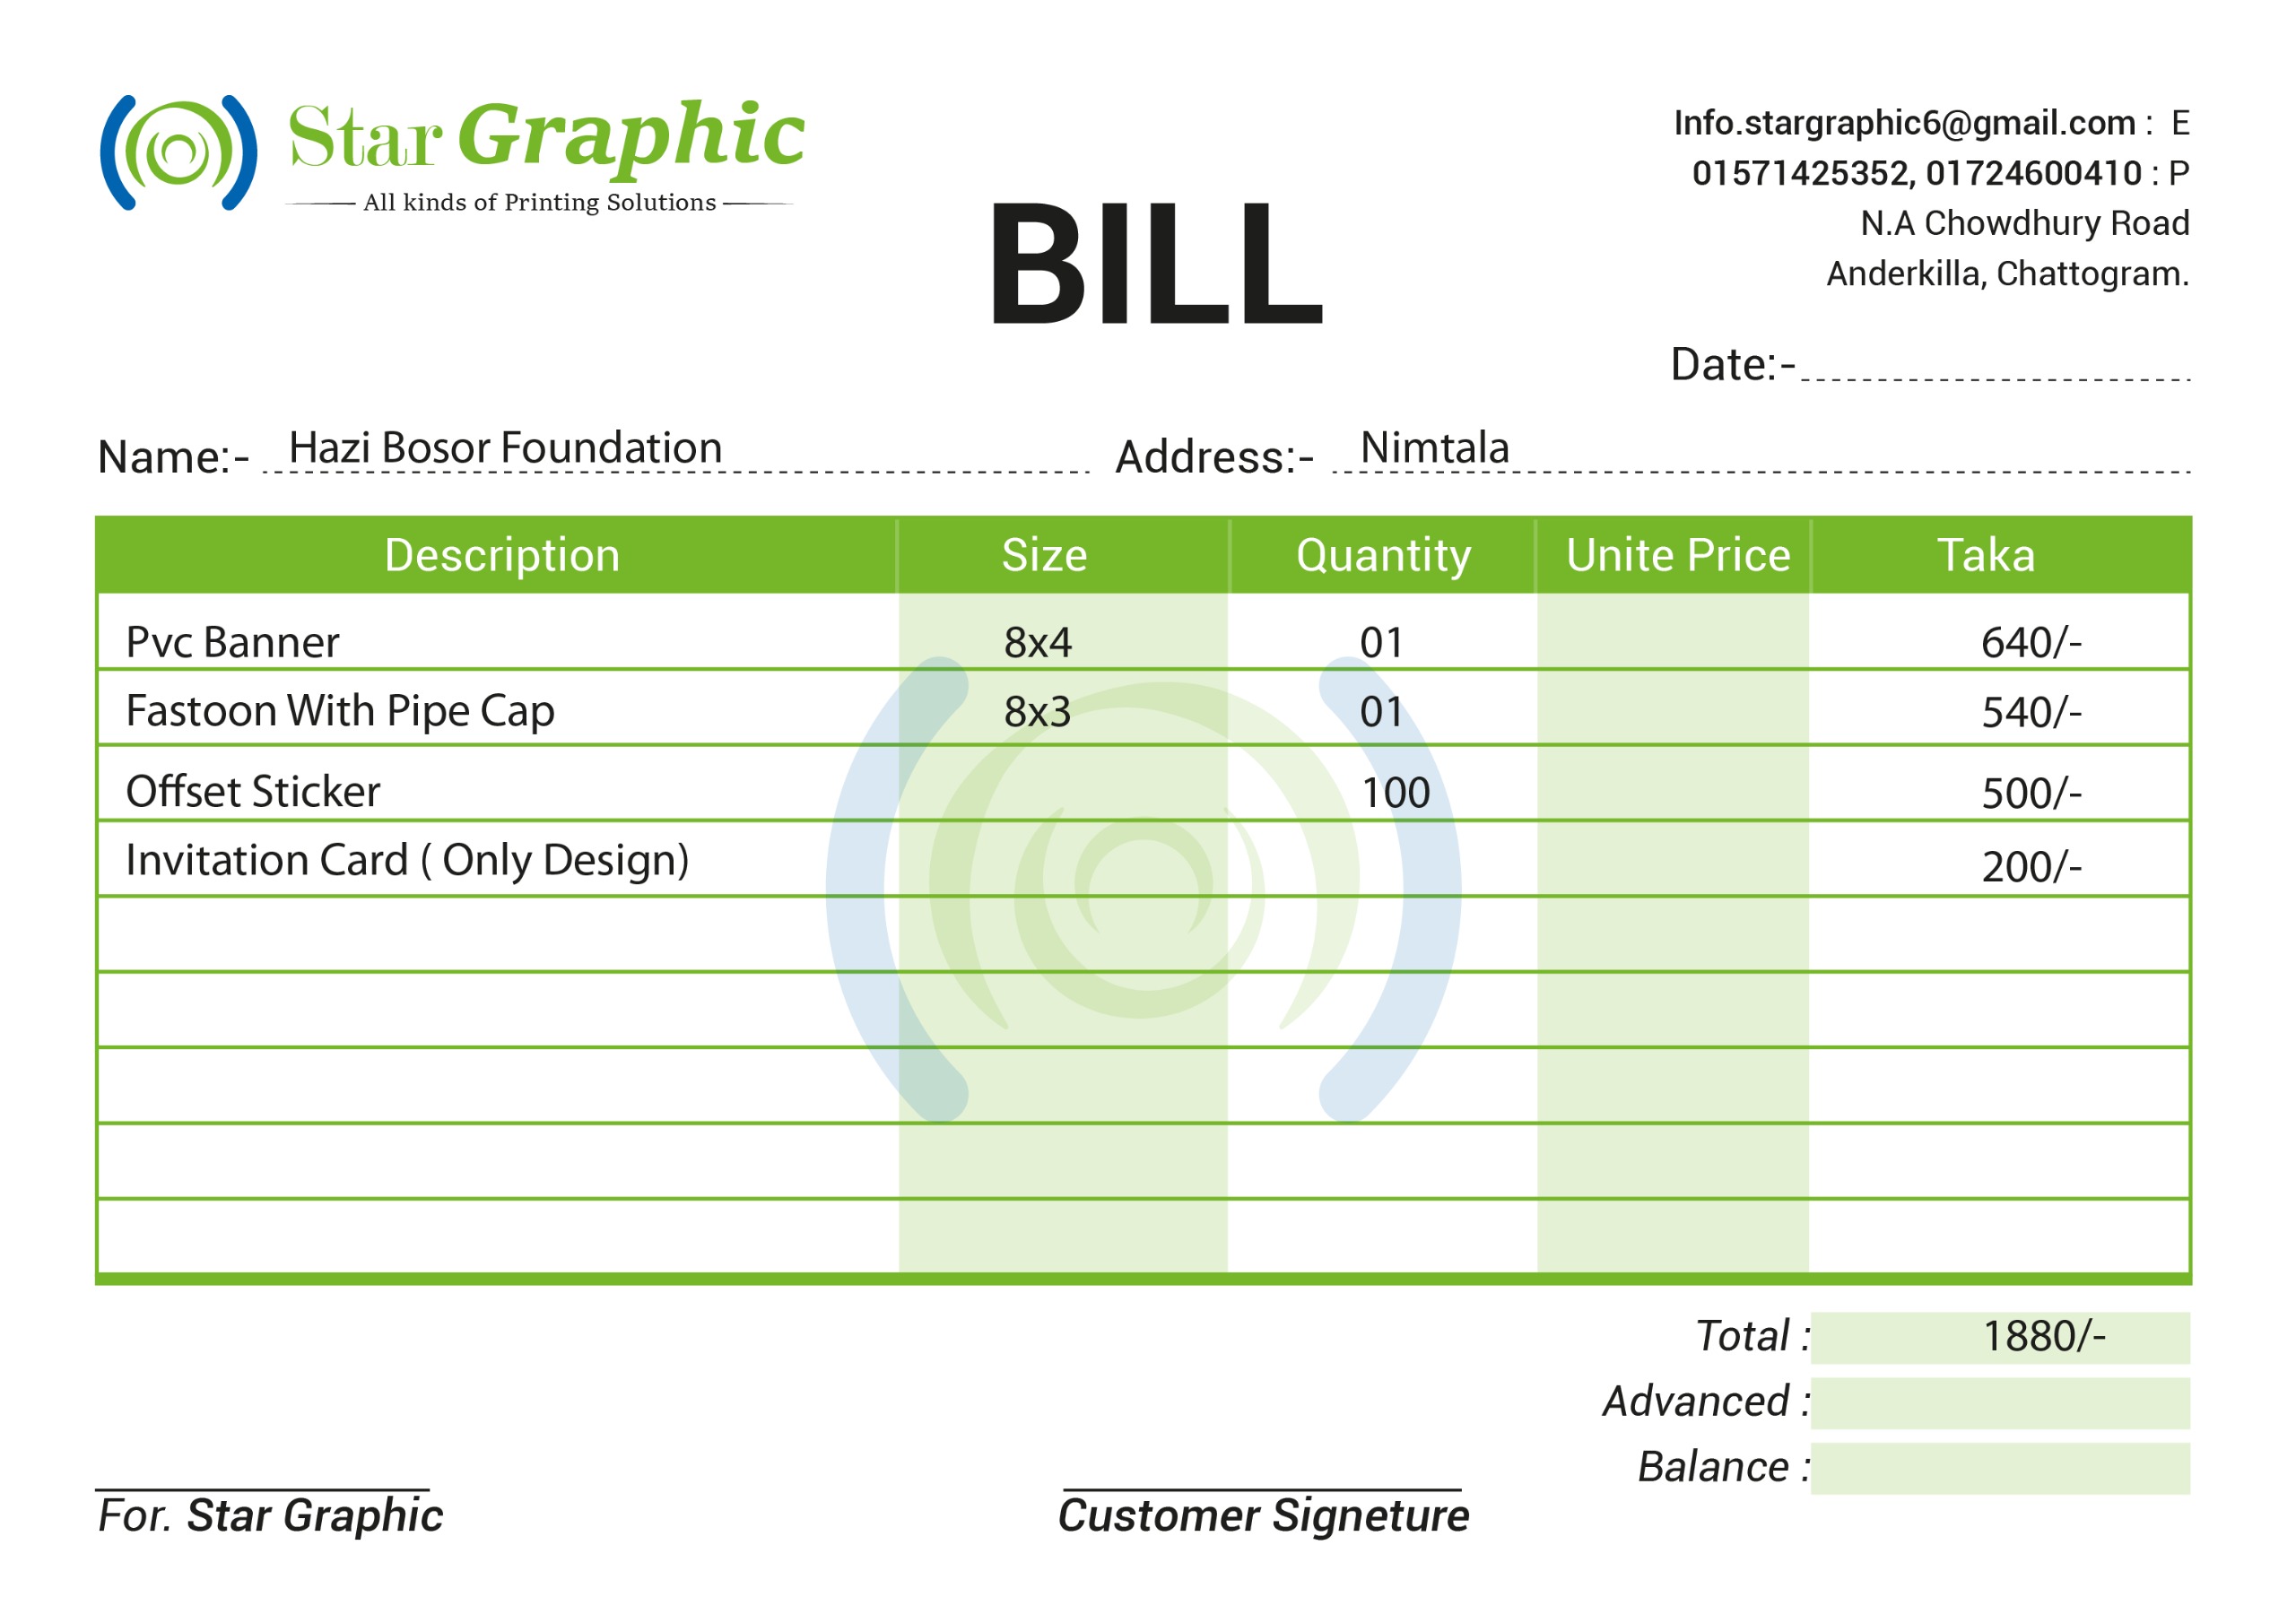 Star Graphic
All kinds of Printing Solutions
Info.stargraphic6@gmail.com : E
01571425352, 01724600410 : P
N.A Chowdhury Road
Anderkilla, Chattogram.
BILL
Date:-
Name:- Hazi Bosor Foundation Address:- Nimtala
Description Size Quantity Unite Price Taka
Pvc Banner 8x4 01 640/-
Fastoon With Pipe Cap 8x3 01 540/-
Offset Sticker 100 500/-
Invitation Card ( Only Design) 200/-
Total : 1880/-
Advanced :
Balance :
For. Star Graphic Customer Signeture